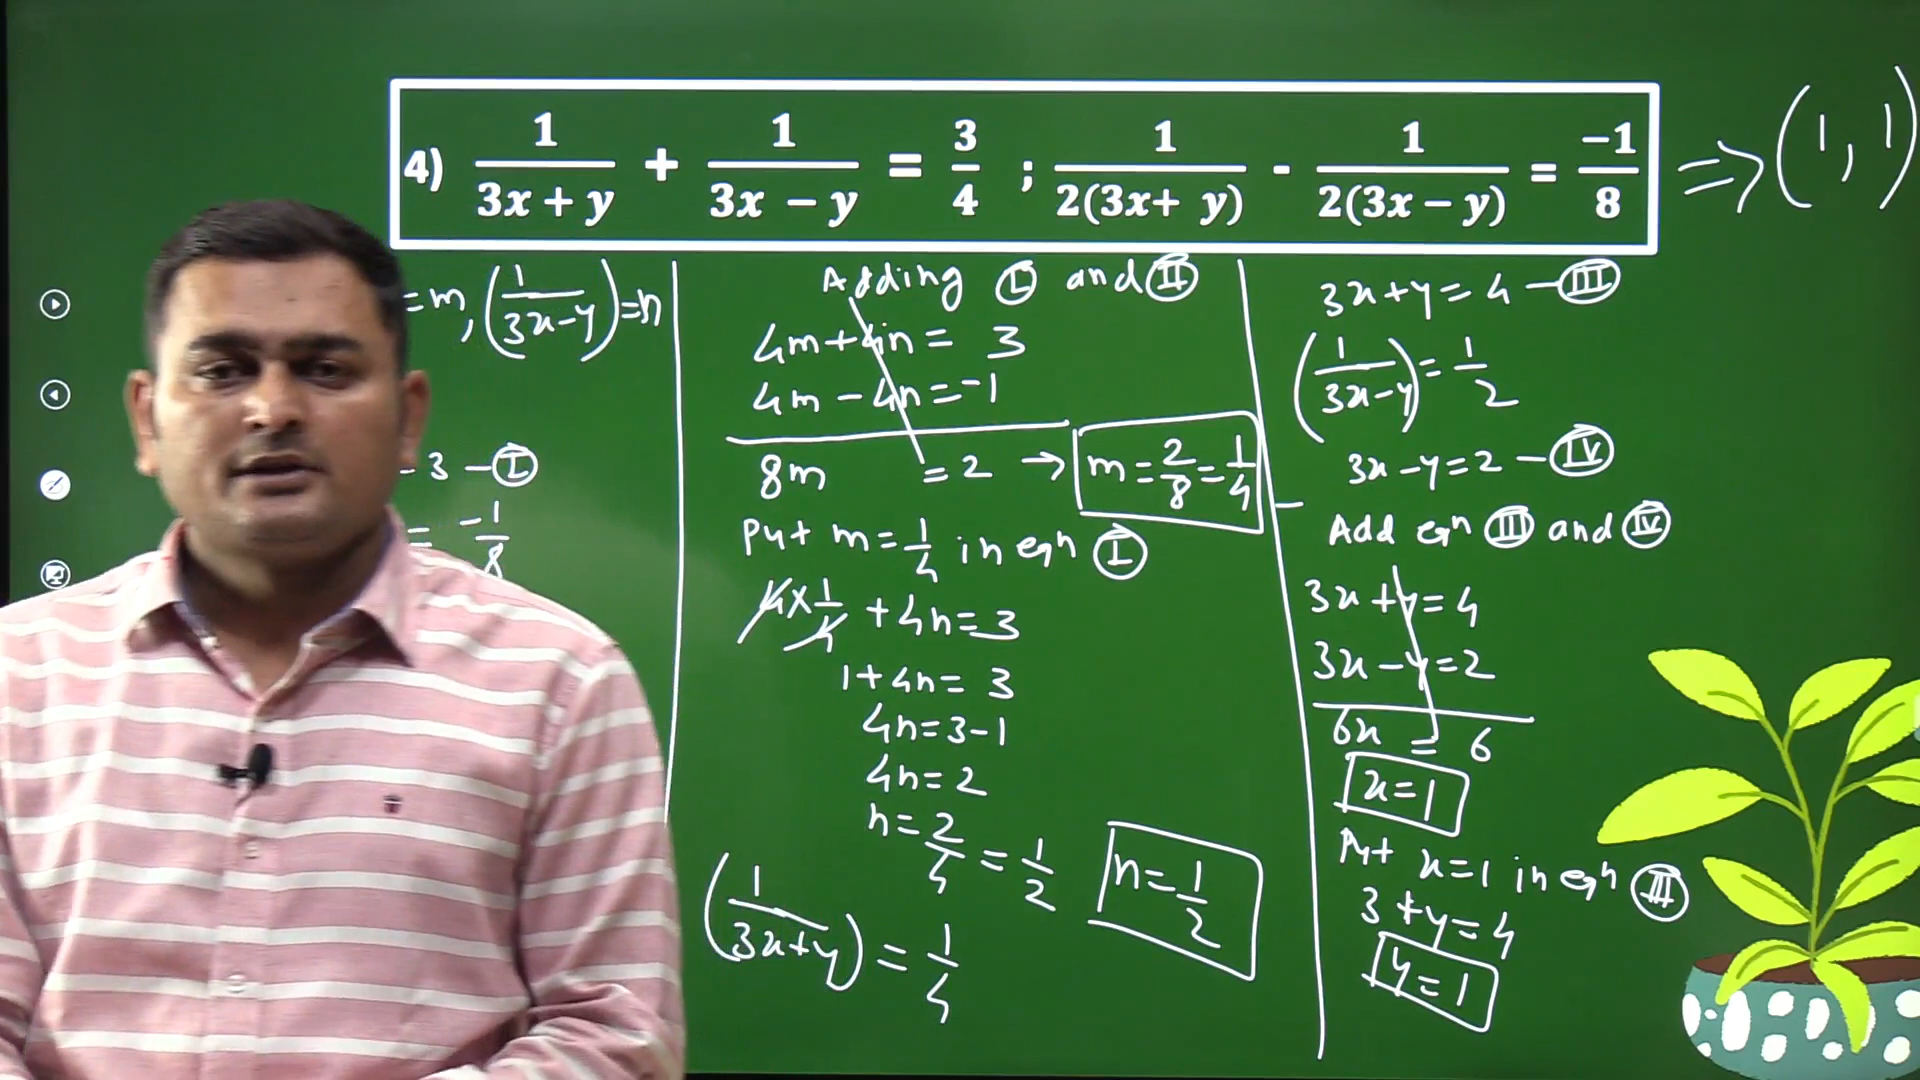 4) 1/(3x + y) + 1/(3x − y) = 3/4 ; 1/(2(3x+ y)) - 1/(2(3x − y)) = −1/8 ⇒ (1, 1)
= m, (1/(3x−y)) = n
3 — Ⓘ
= −1/8
Adding Ⓘ and Ⓘ︎Ⓘ
4m + 4n = 3
4m − 4n = −1
8m = 2 → m = 2/8 = 1/4
Put m = 1/4 in eqn Ⓘ
4 × 1/4 + 4n = 3
1 + 4n = 3
4n = 3 − 1
4n = 2
n = 2/4 = 1/2
n = 1/2
(1/(3x+y)) = 1/4
3x + y = 4 — III
(1/(3x−y)) = 1/2
3x − y = 2 — IV
Add eqn III and IV
3x + y = 4
3x − y = 2
6x = 6
x = 1
Put x = 1 in eqn III
3 + y = 4
y = 1